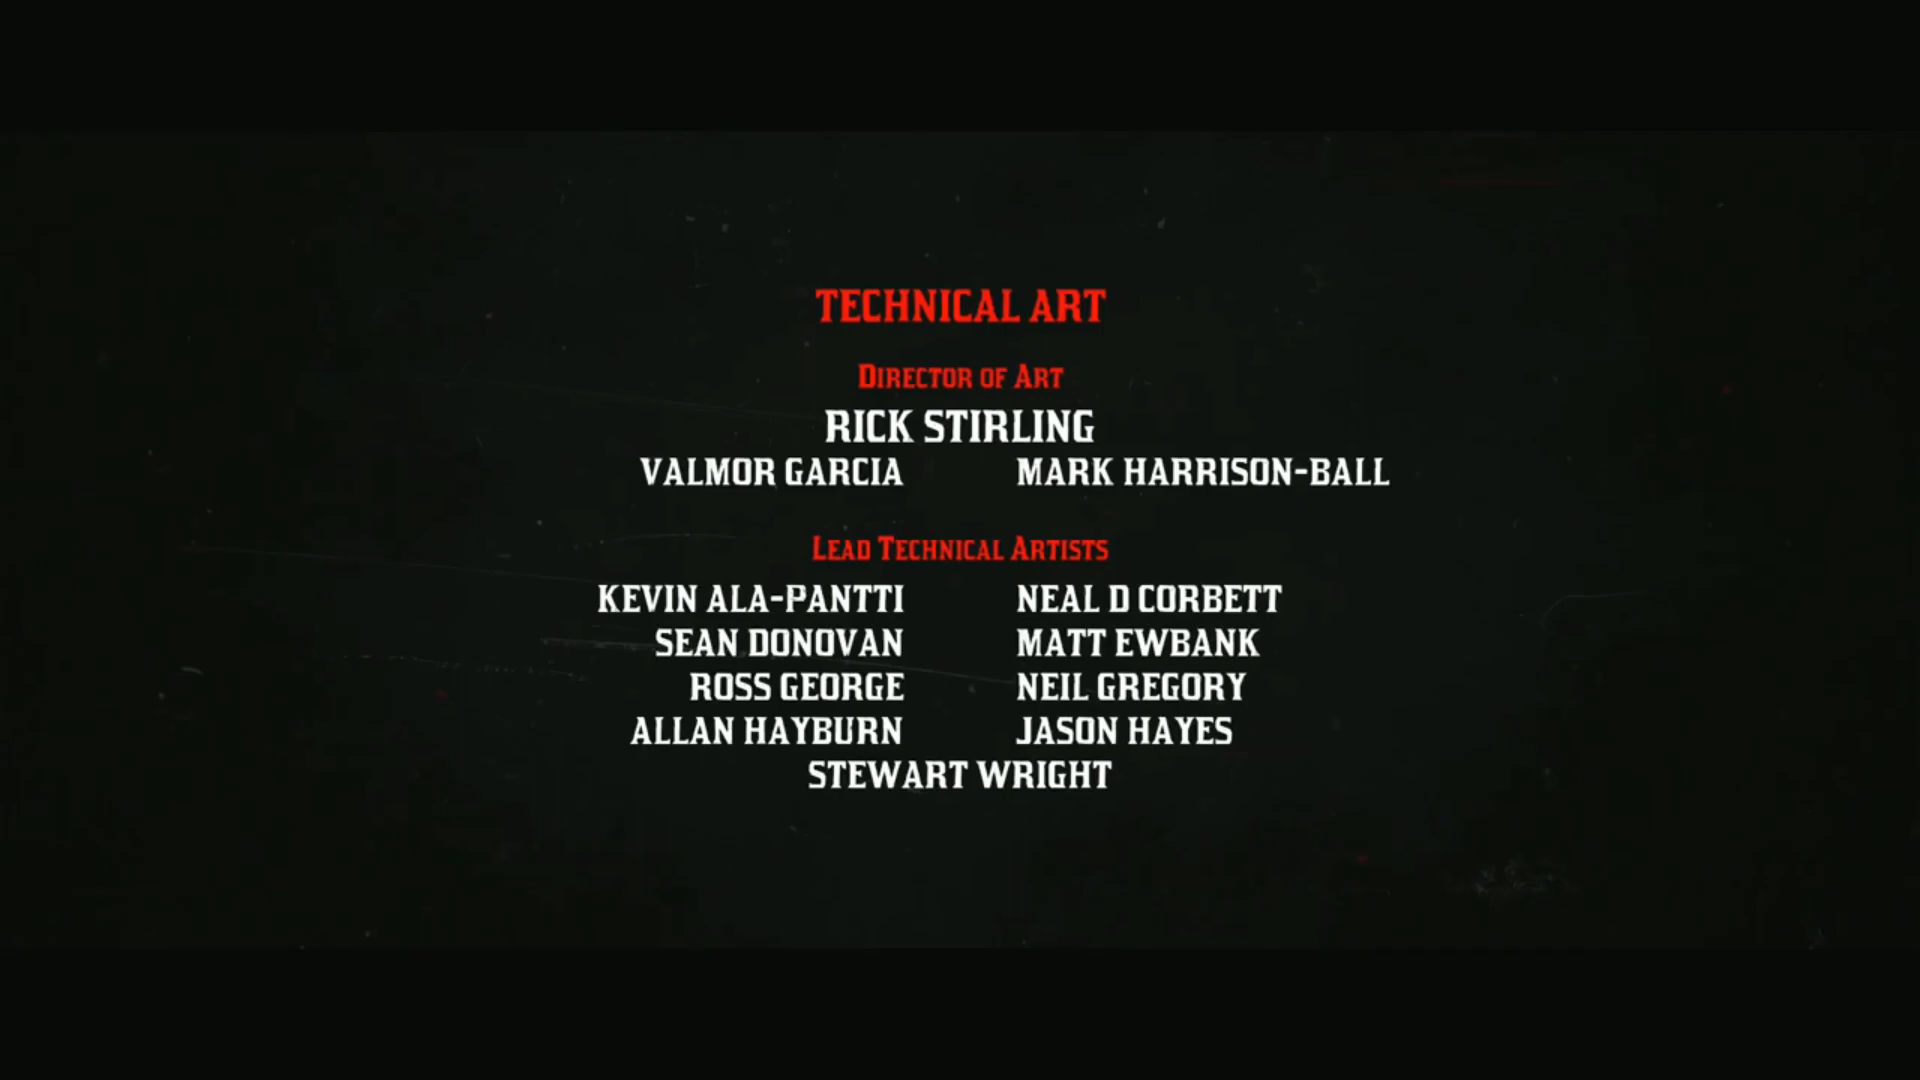 TECHNICAL ART
DIRECTOR OF ART
RICK STIRLING
VALMOR GARCIA MARK HARRISON-BALL
LEAD TECHNICAL ARTISTS
KEVIN ALA-PANTTI NEAL D CORBETT
SEAN DONOVAN MATT EWBANK
ROSS GEORGE NEIL GREGORY
ALLAN HAYBURN JASON HAYES
STEWART WRIGHT